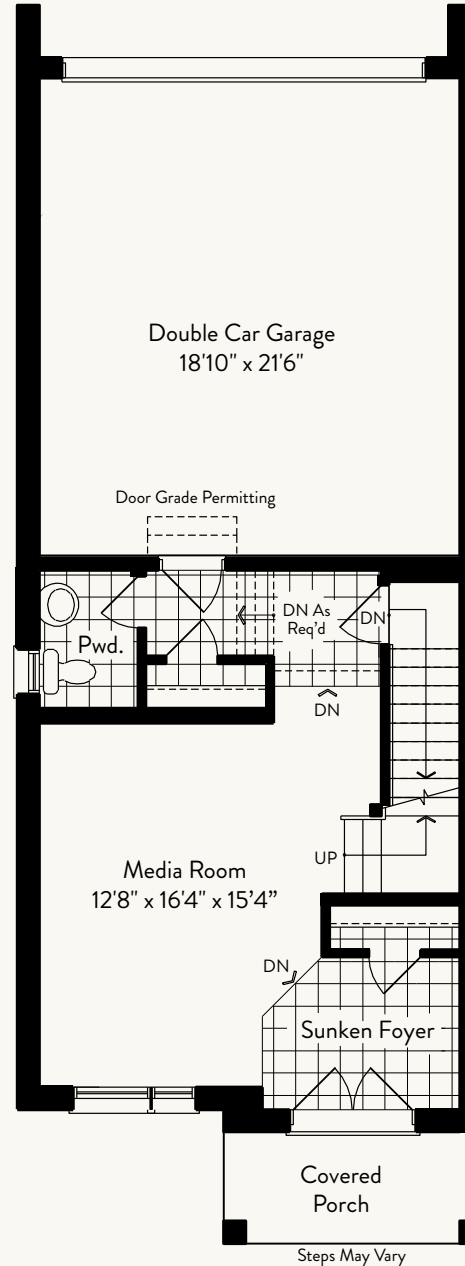 Double Car Garage
18'10" x 21'6"
Door Grade Permitting
DN As
Req'd
DN
Pwd.
DN
UP
Media Room
12'8" x 16'4" x 15'4”
DN
Sunken Foyer
Covered
Porch
Steps May Vary